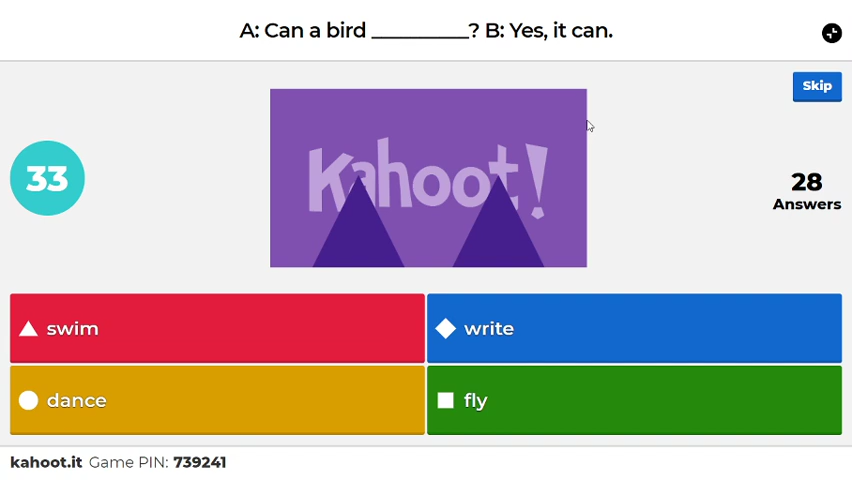 A: Can a bird __________? B: Yes, it can.
Skip
33
Kahoot!
28
Answers
swim
write
dance
fly
kahoot.it Game PIN: 739241